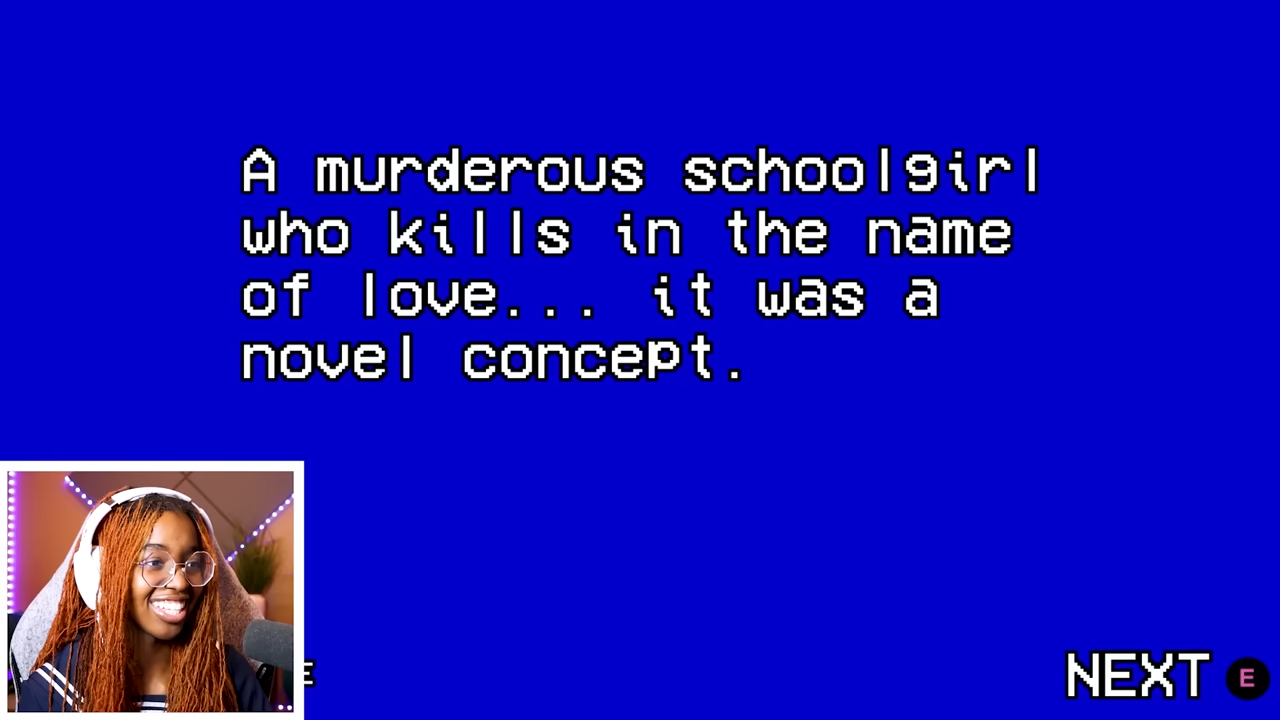 A murderous schoolgirl
who kills in the name
of love... it was a
novel concept.
E
NEXT E